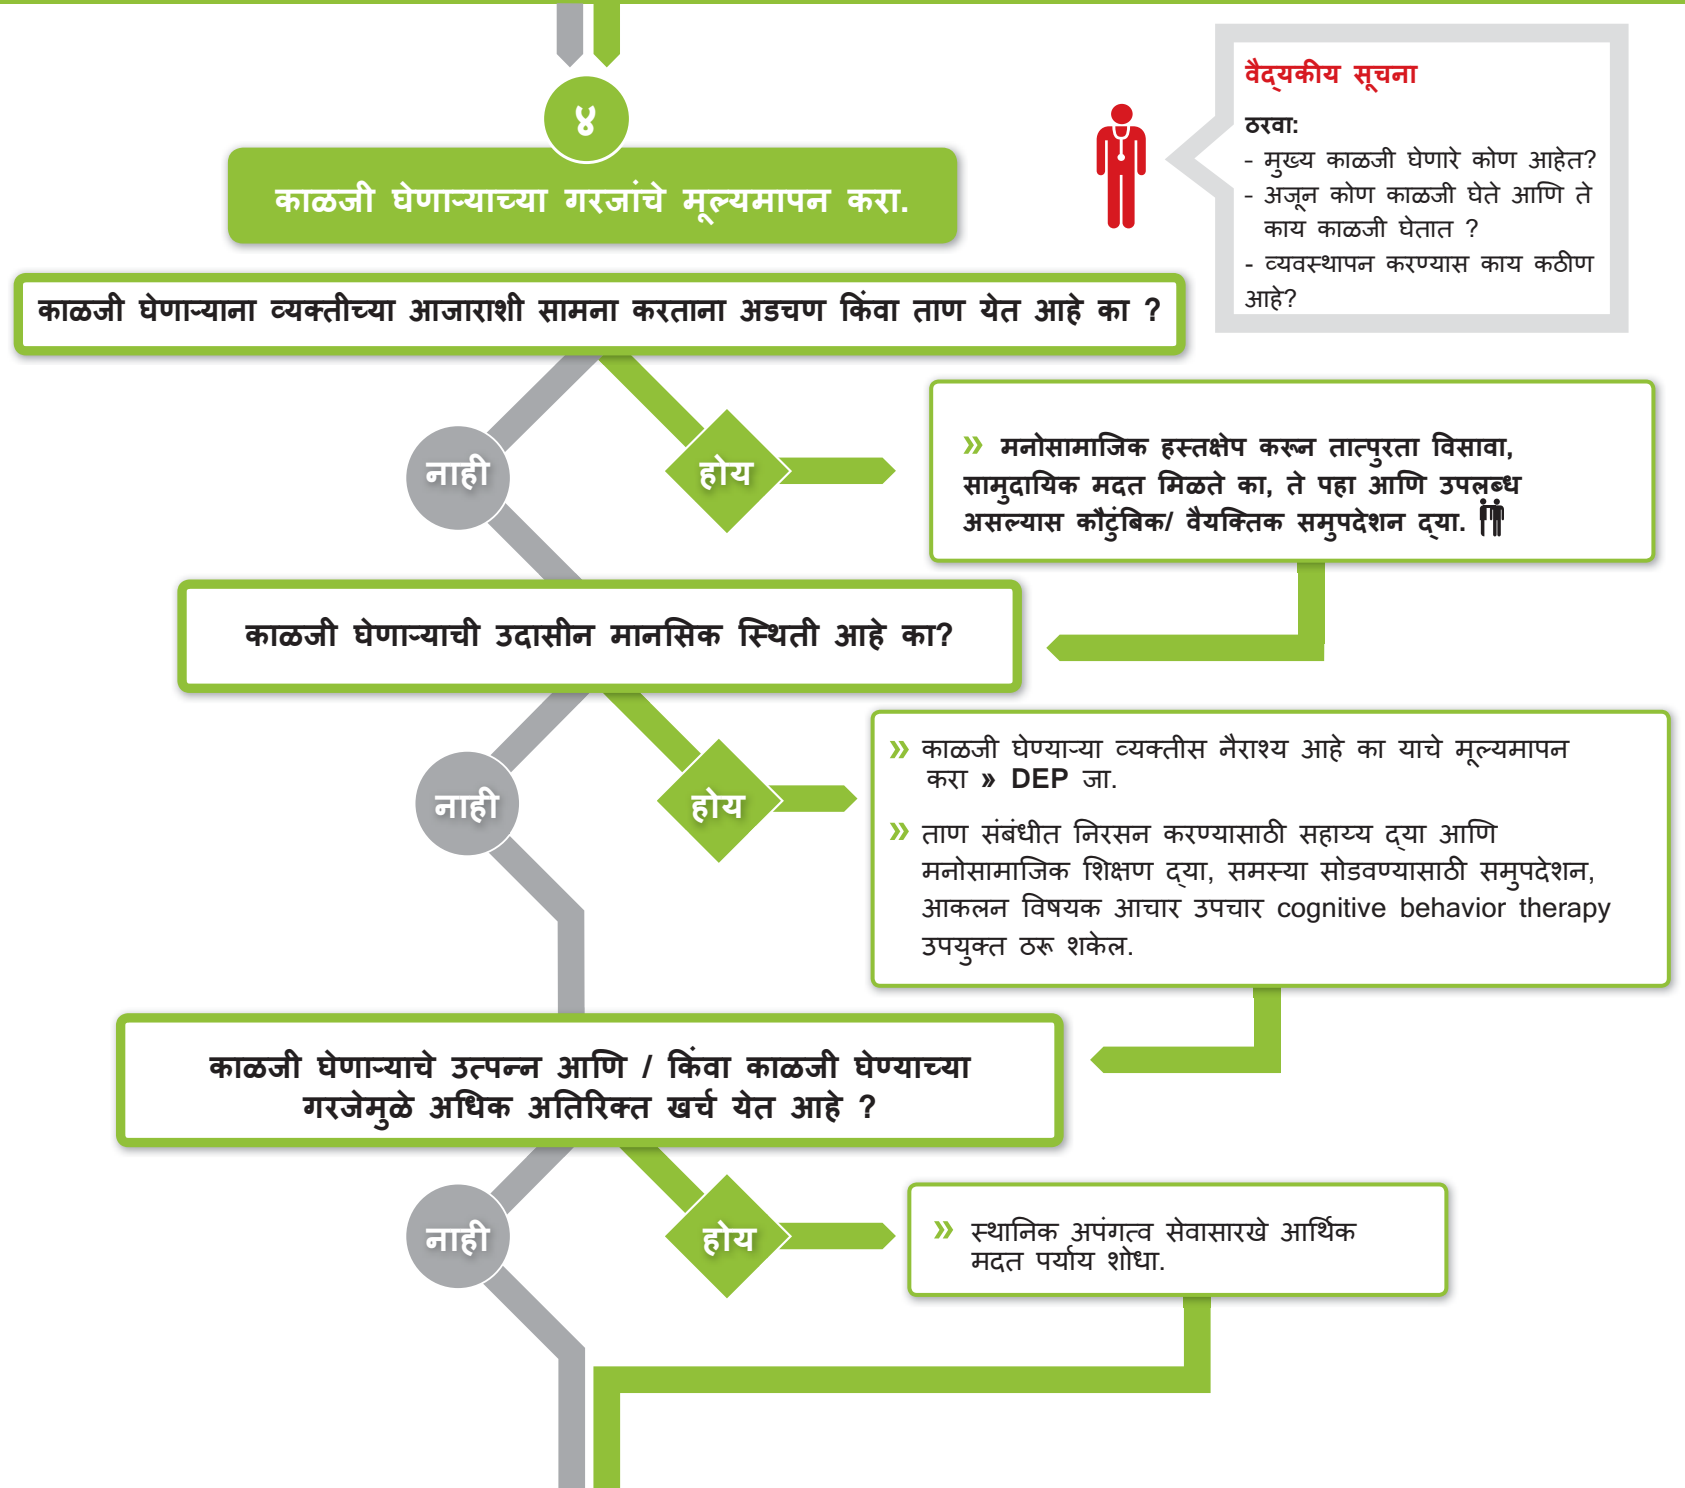 ४
काळजी घेणाऱ्याच्या गरजांचे मूल्यमापन करा.
वैद्यकीय सूचना
ठरवा:
- मुख्य काळजी घेणारे कोण आहेत?
- अजून कोण काळजी घेते आणि ते
काय काळजी घेतात ?
- व्यवस्थापन करण्यास काय कठीण
आहे?
काळजी घेणाऱ्याना व्यक्तीच्या आजाराशी सामना करताना अडचण किंवा ताण येत आहे का ?
नाही
होय
» मनोसामाजिक हस्तक्षेप करून तात्पुरता विसावा,
सामुदायिक मदत मिळते का, ते पहा आणि उपलब्ध
असल्यास कौटुंबिक/ वैयक्तिक समुपदेशन द्या.
काळजी घेणाऱ्याची उदासीन मानसिक स्थिती आहे का?
नाही
होय
» काळजी घेण्याऱ्या व्यक्तीस नैराश्य आहे का याचे मूल्यमापन
करा » DEP जा.
» ताण संबंधीत निरसन करण्यासाठी सहाय्य द्या आणि
मनोसामाजिक शिक्षण द्या, समस्या सोडवण्यासाठी समुपदेशन,
आकलन विषयक आचार उपचार cognitive behavior therapy
उपयुक्त ठरू शकेल.
काळजी घेणाऱ्याचे उत्पन्न आणि / किंवा काळजी घेण्याच्या
गरजेमुळे अधिक अतिरिक्त खर्च येत आहे ?
नाही
होय
» स्थानिक अपंगत्व सेवासारखे आर्थिक
मदत पर्याय शोधा.